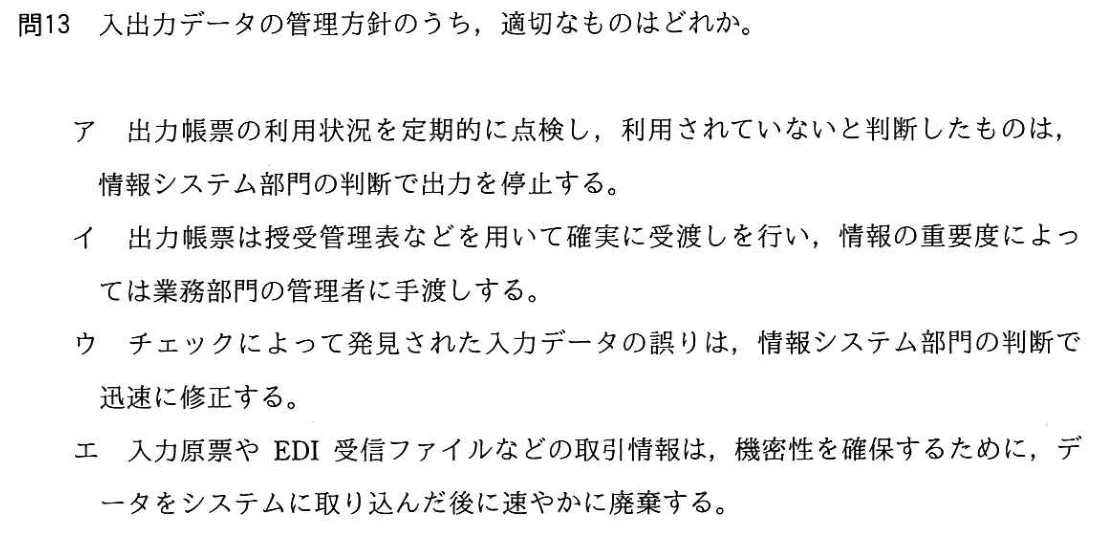 問13　入出力データの管理方針のうち，適切なものはどれか。
ア　出力帳票の利用状況を定期的に点検し，利用されていないと判断したものは，
情報システム部門の判断で出力を停止する。
イ　出力帳票は授受管理表などを用いて確実に受渡しを行い，情報の重要度によっ
ては業務部門の管理者に手渡しする。
ウ　チェックによって発見された入力データの誤りは，情報システム部門の判断で
迅速に修正する。
エ　入力原票や EDI 受信ファイルなどの取引情報は，機密性を確保するために，デ
ータをシステムに取り込んだ後に速やかに廃棄する。